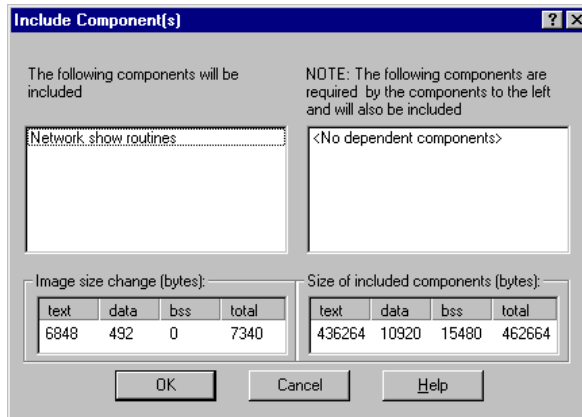 Include Component(s)
The following components will be
included
NOTE: The following components are
required by the components to the left
and will also be included
Network show routines
<No dependent components>
Image size change (bytes):
text data bss total
6848 492 0 7340
Size of included components (bytes):
text data bss total
436264 10920 15480 462664
OK Cancel Help